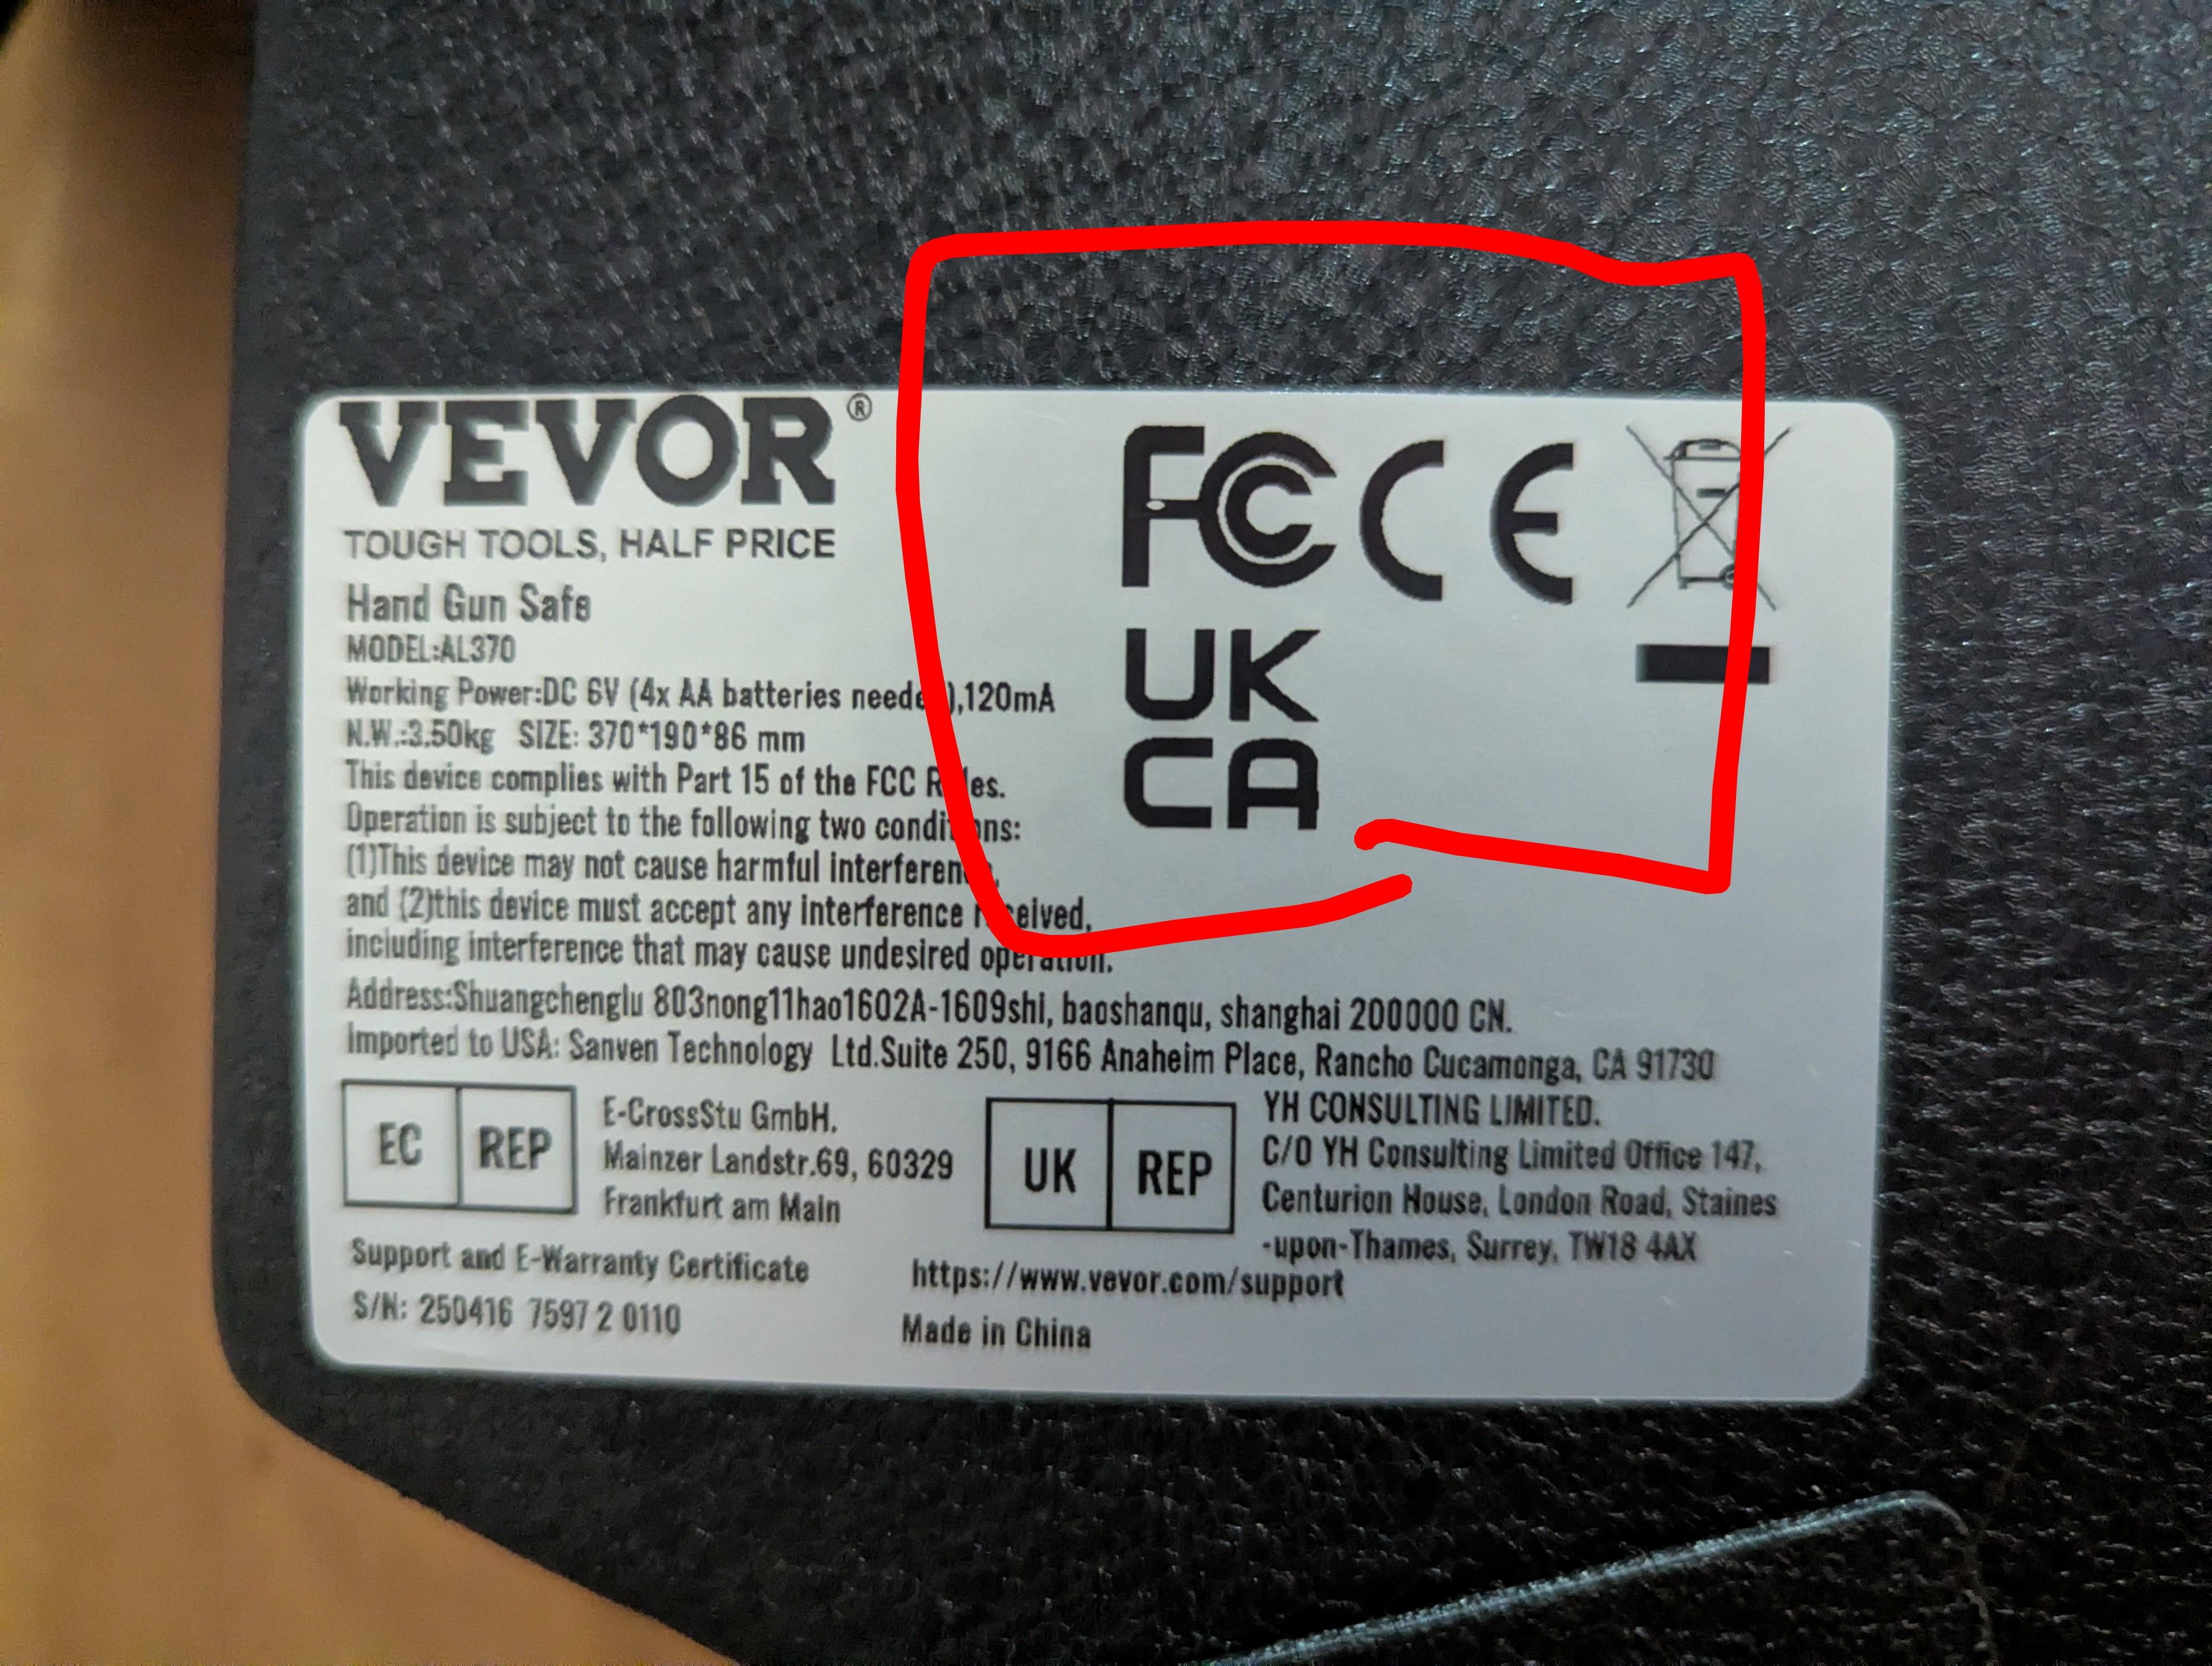 VEVOR®
TOUGH TOOLS, HALF PRICE
Hand Gun Safe
MODEL:AL370
Working Power:DC 6V (4x AA batteries needed),120mA
N.W.:3.50kg SIZE: 370*190*86 mm
This device complies with Part 15 of the FCC Rules.
Operation is subject to the following two conditions:
(1)This device may not cause harmful interference,
and (2)this device must accept any interference received,
including interference that may cause undesired operation.
FC CE
UK
CA
Address:Shuangchenglu 803nong11hao1602A-1609shi, baoshanqu, shanghai 200000 CN.
Imported to USA: Sanven Technology Ltd.Suite 250, 9166 Anaheim Place, Rancho Cucamonga, CA 91730
EC REP
E-CrossStu GmbH.
Mainzer Landstr.69, 60329
Frankfurt am Main
UK REP
YH CONSULTING LIMITED.
C/O YH Consulting Limited Office 147,
Centurion House, London Road, Staines
-upon-Thames, Surrey, TW18 4AX
Support and E-Warranty Certificate
https://www.vevor.com/support
S/N: 250416 7597 2 0110
Made in China